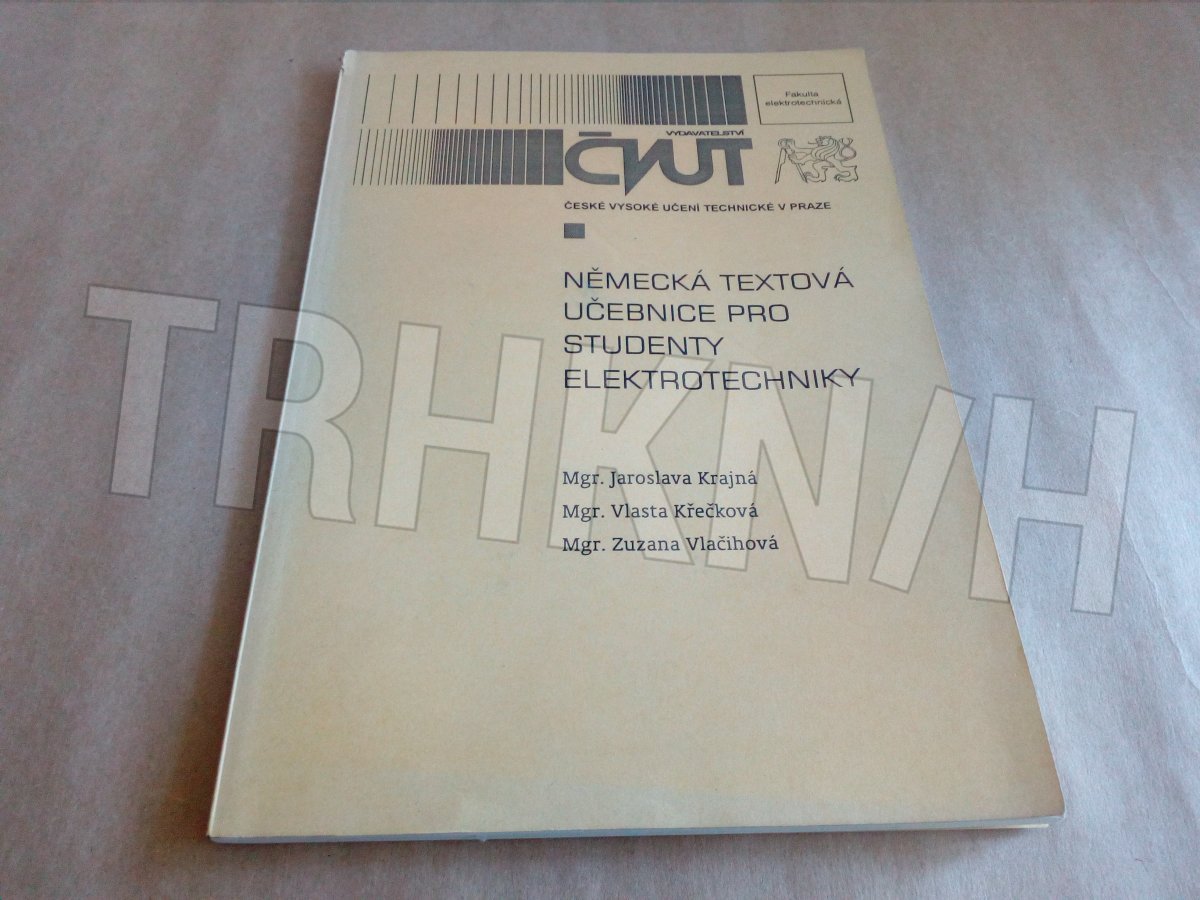 Fakulta
elektrotechnická
VYDAVATELSTVÍ
ČVUT
ČESKÉ VYSOKÉ UČENÍ TECHNICKÉ V PRAZE
NĚMECKÁ TEXTOVÁ
UČEBNICE PRO
STUDENTY
ELEKTROTECHNIKY
Mgr. Jaroslava Krajná
Mgr. Vlasta Křečková
Mgr. Zuzana Vlačihová
TRHKN/H